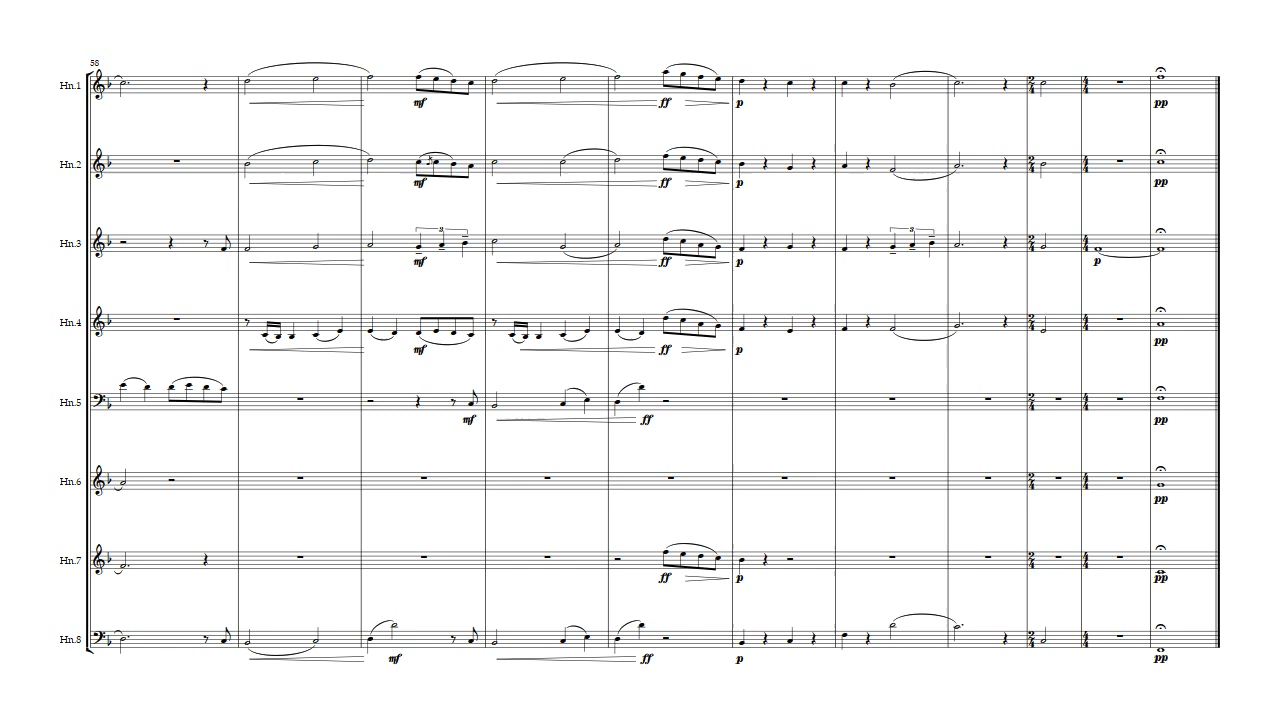 58
Hn.1
mf ff p pp
Hn.2
mf ff p pp
Hn.3
3 3
mf ff p p
Hn.4
mf ff p pp
Hn.5
mf ff pp
Hn.6
pp
Hn.7
ff p pp
Hn.8
mf ff p pp